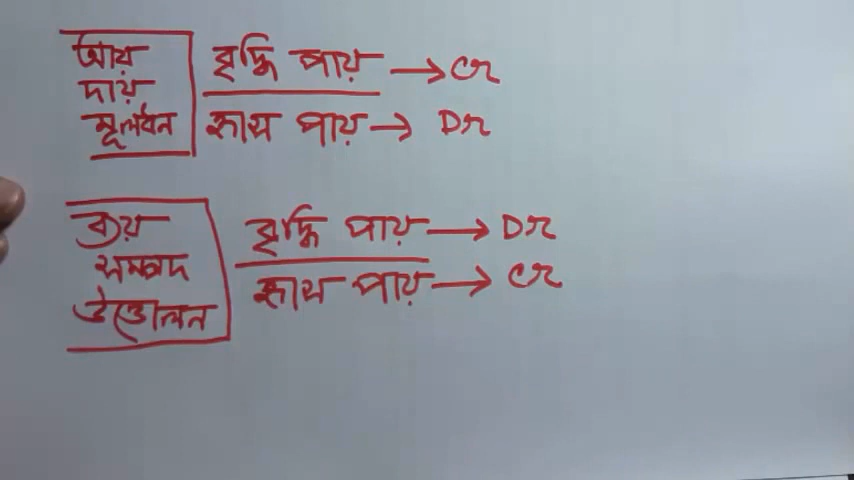 আয় বৃদ্ধি পায় → Cr
দায়
মূলধন হ্রাস পায় → Dr
ব্যয় বৃদ্ধি পায় → Dr
সম্পদ হ্রাস পায় → Cr
উত্তোলন